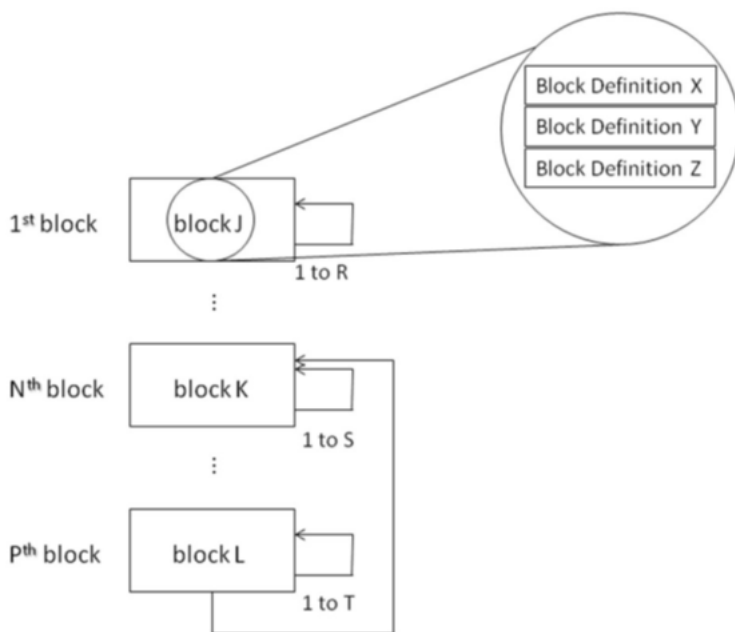 Block Definition X
Block Definition Y
Block Definition Z
1st block
block J
1 to R
⋮
Nth block
block K
1 to S
⋮
Pth block
block L
1 to T